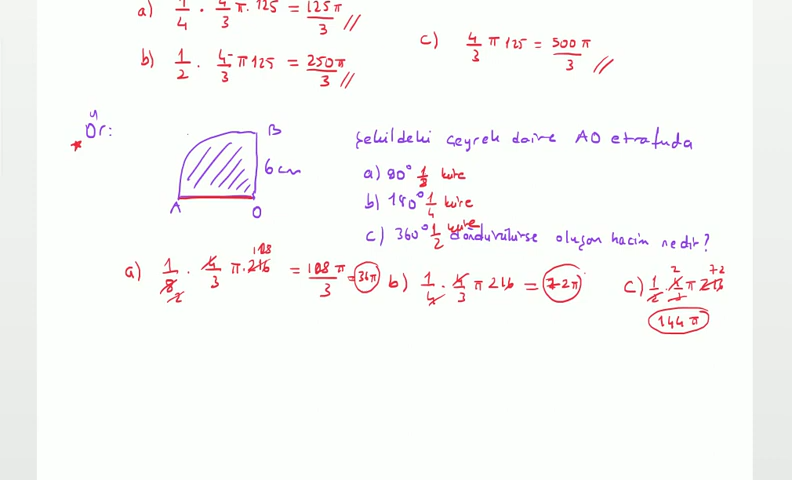 a) 1/4 . 4/3 π . 125 = 125π/3 //
b) 1/2 . 4/3 π 125 = 250π/3 //
c) 4/3 π 125 = 500π/3 //
Ör:
B
6 cm
A O
Şekildeki çeyrek daire AO etrafında
a) 90° 1/8 küre
b) 180° 1/4 küre
c) 360° 1/2 küre döndürülürse oluşan hacim nedir?
a) 1/8 . 4/3 π . 216 = 108π/3 = 36π
b) 1/4 . 4/3 π 216 = 72π
c) 1/2 . 4/3 π 216
144π